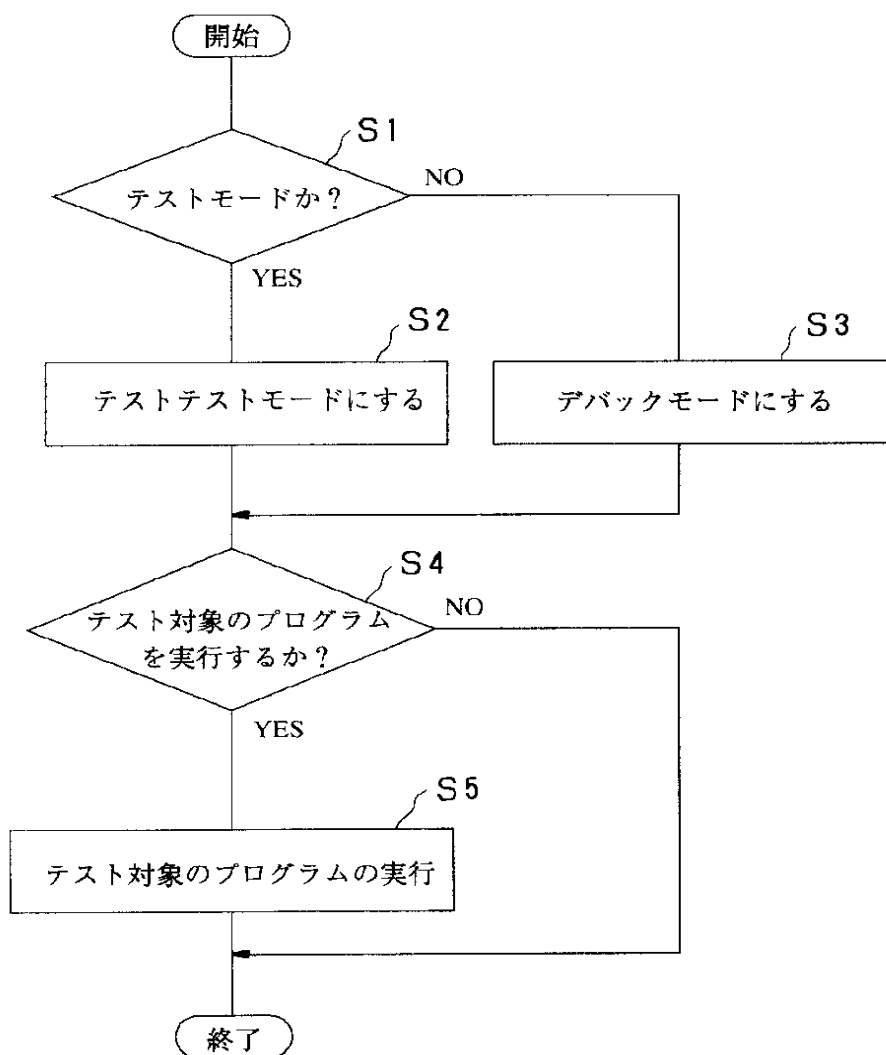 開始
S1
テストモードか？
NO
YES
S2
テストテストモードにする
S3
デバックモードにする
S4
テスト対象のプログラム
を実行するか？
NO
YES
S5
テスト対象のプログラムの実行
終了